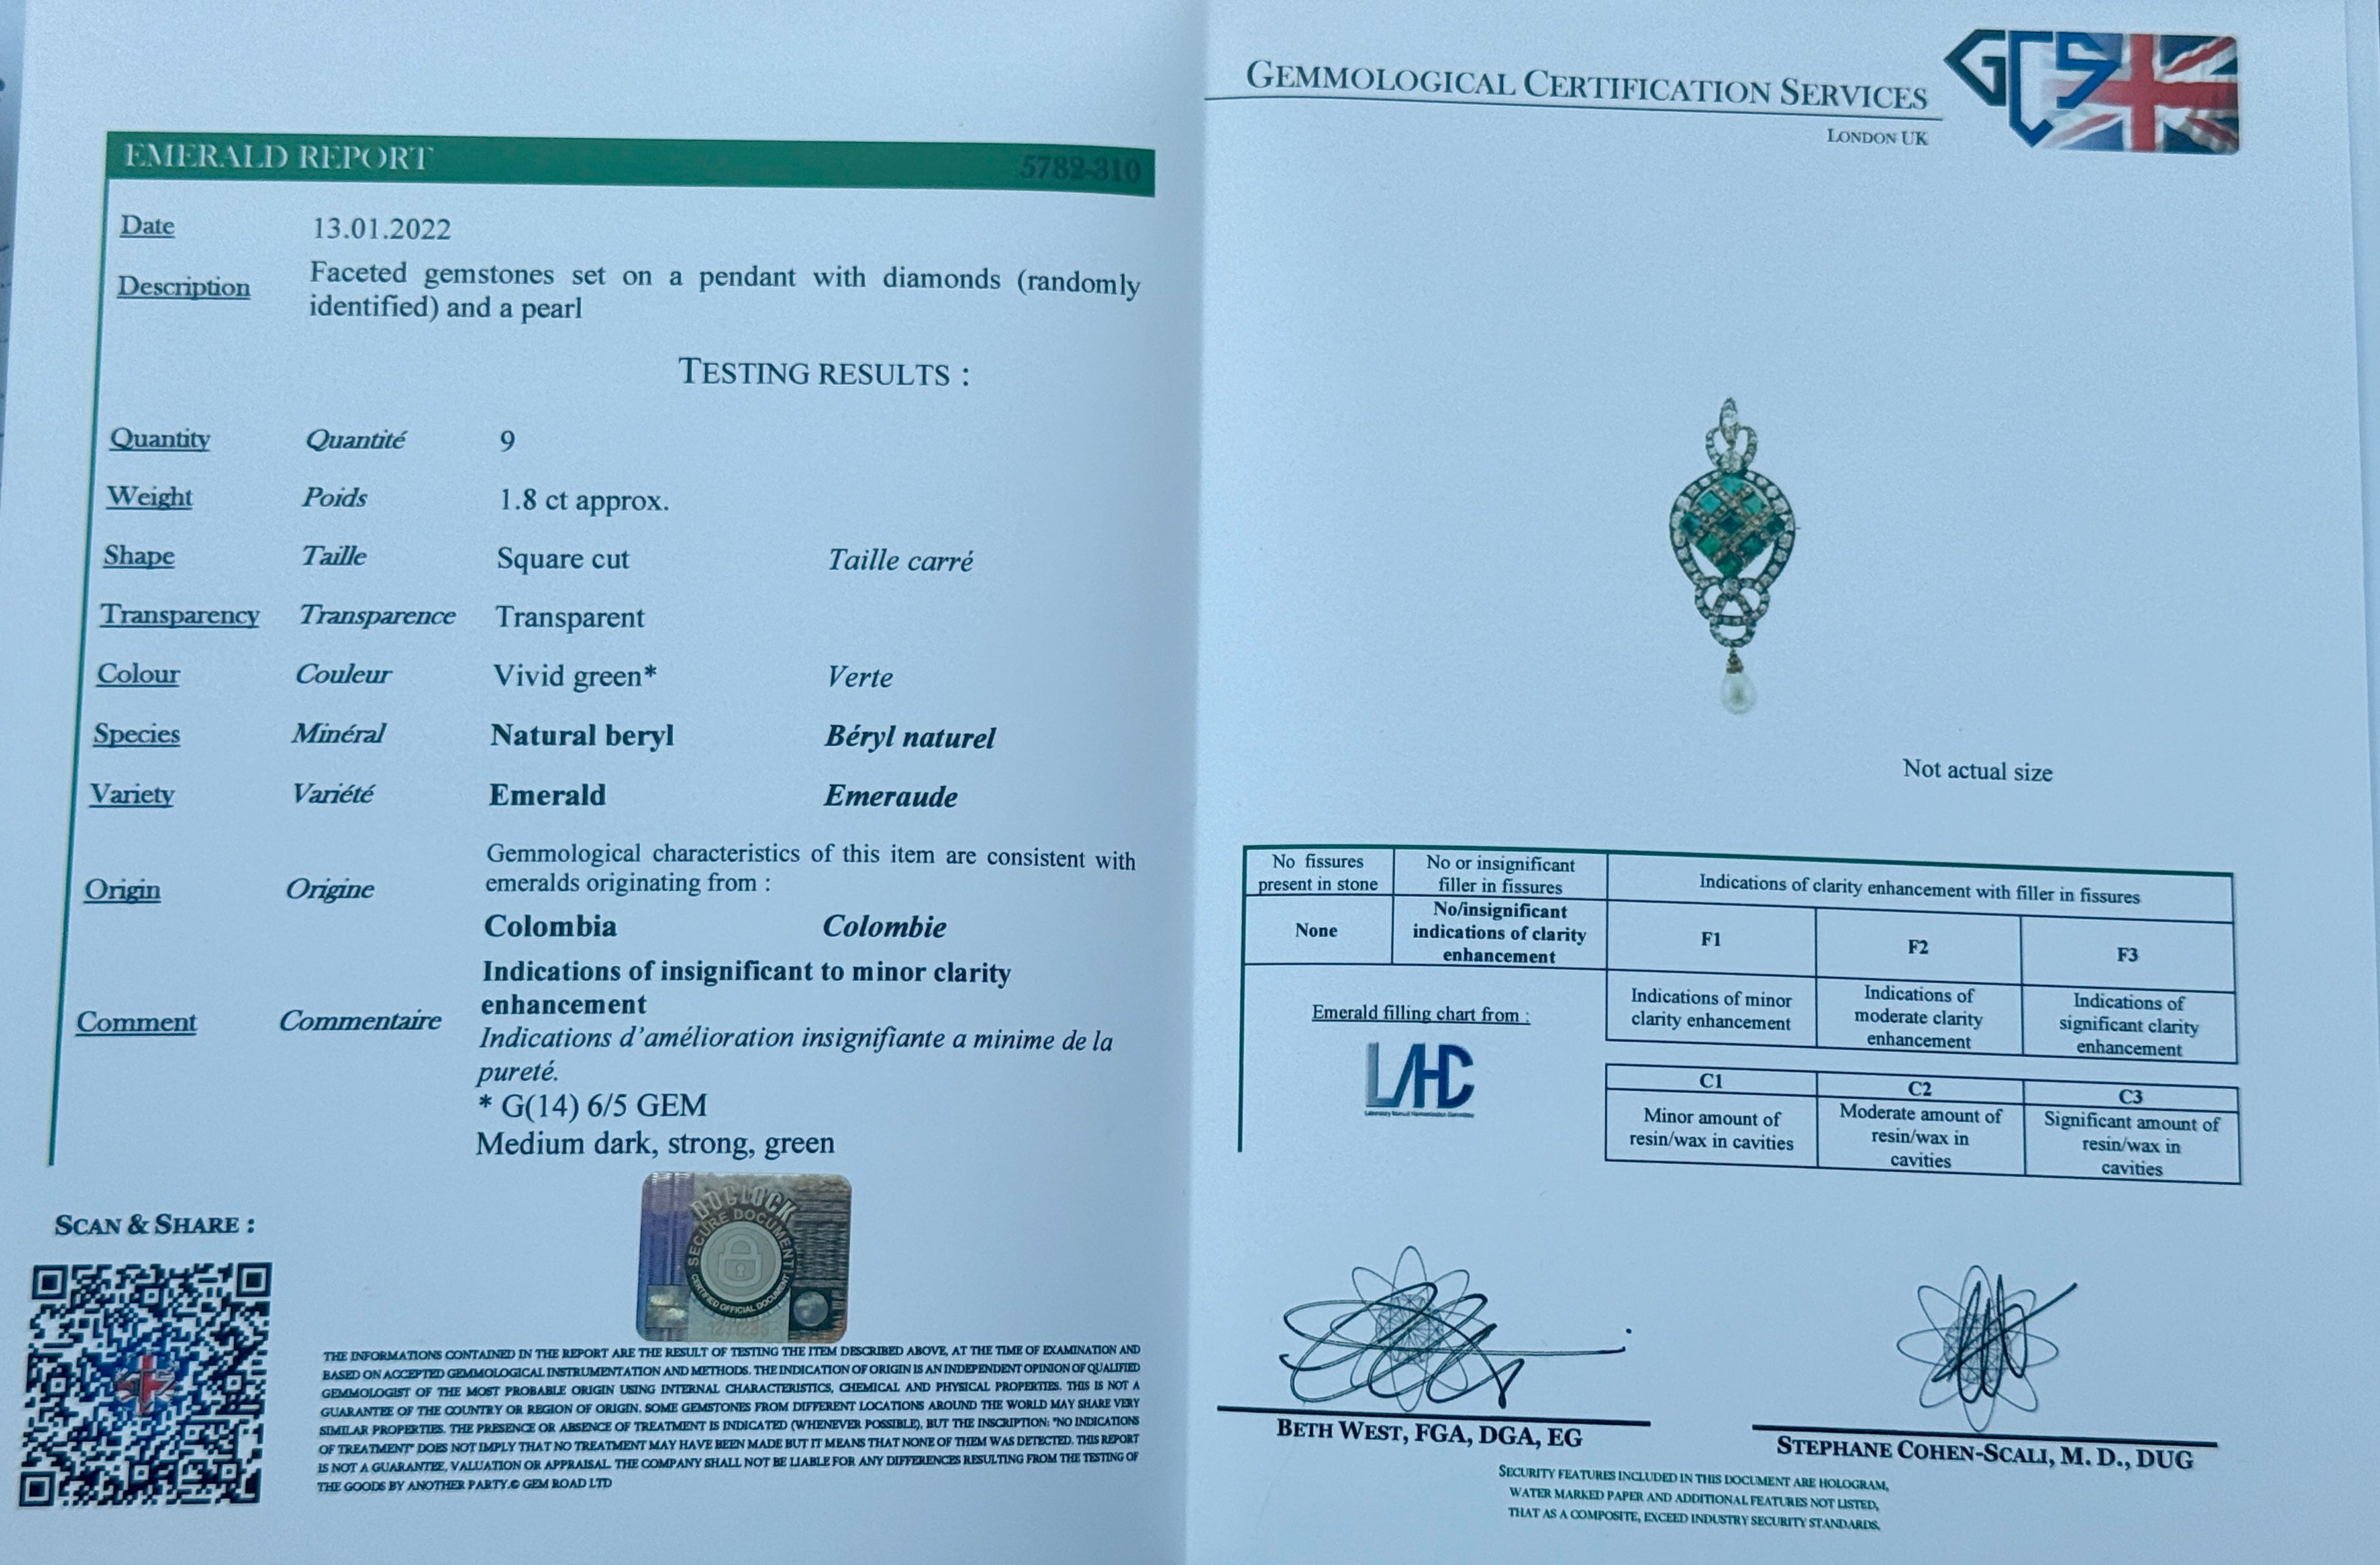 EMERALD REPORT 5782-310
Date 13.01.2022
Description Faceted gemstones set on a pendant with diamonds (randomly
identified) and a pearl
TESTING RESULTS :
Quantity Quantité 9
Weight Poids 1.8 ct approx.
Shape Taille Square cut Taille carré
Transparency Transparence Transparent
Colour Couleur Vivid green* Verte
Species Minéral Natural beryl Béryl naturel
Variety Variété Emerald Emeraude
Origin Origine Gemmological characteristics of this item are consistent with
emeralds originating from :
Colombia Colombie
Comment Commentaire Indications of insignificant to minor clarity
enhancement
Indications d'amélioration insignifiante a minime de la
pureté.
* G(14) 6/5 GEM
Medium dark, strong, green
SCAN & SHARE :
DOCLOCK
SECURE DOCUMENT
CERTIFIED OFFICIAL DOCUMENT
THE INFORMATIONS CONTAINED IN THE REPORT ARE THE RESULT OF TESTING THE ITEM DESCRIBED ABOVE, AT THE TIME OF EXAMINATION AND
BASED ON ACCEPTED GEMMOLOGICAL INSTRUMENTATION AND METHODS. THE INDICATION OF ORIGIN IS AN INDEPENDENT OPINION OF QUALIFIED
GEMMOLOGIST OF THE MOST PROBABLE ORIGIN USING INTERNAL CHARACTERISTICS, CHEMICAL AND PHYSICAL PROPERTIES. THIS IS NOT A
GUARANTEE OF THE COUNTRY OR REGION OF ORIGIN. SOME GEMSTONES FROM DIFFERENT LOCATIONS AROUND THE WORLD MAY SHARE VERY
SIMILAR PROPERTIES. THE PRESENCE OR ABSENCE OF TREATMENT IS INDICATED (WHENEVER POSSIBLE), BUT THE INSCRIPTION: "NO INDICATIONS
OF TREATMENT" DOES NOT IMPLY THAT NO TREATMENT MAY HAVE BEEN MADE BUT IT MEANS THAT NONE OF THEM WAS DETECTED. THIS REPORT
IS NOT A GUARANTEE, VALUATION OR APPRAISAL. THE COMPANY SHALL NOT BE LIABLE FOR ANY DIFFERENCES RESULTING FROM THE TESTING OF
THE GOODS BY ANOTHER PARTY.© GEM ROAD LTD
GEMMOLOGICAL CERTIFICATION SERVICES
LONDON UK
GCS
Not actual size
No fissures
present in stone
No or insignificant
filler in fissures
Indications of clarity enhancement with filler in fissures
None
No/insignificant
indications of clarity
enhancement
F1
F2
F3
Emerald filling chart from :
LMHC
Indications of minor
clarity enhancement
Indications of
moderate clarity
enhancement
Indications of
significant clarity
enhancement
C1
C2
C3
Minor amount of
resin/wax in cavities
Moderate amount of
resin/wax in
cavities
Significant amount of
resin/wax in
cavities
BETH WEST, FGA, DGA, EG
STEPHANE COHEN-SCALI, M. D., DUG
SECURITY FEATURES INCLUDED IN THIS DOCUMENT ARE HOLOGRAM,
WATER MARKED PAPER AND ADDITIONAL FEATURES NOT LISTED,
THAT AS A COMPOSITE, EXCEED INDUSTRY SECURITY STANDARDS.